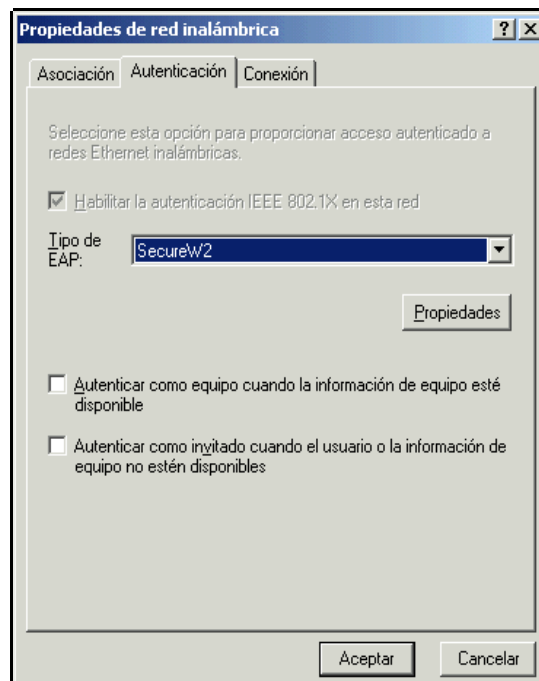 Propiedades de red inalámbrica
Asociación Autenticación Conexión
Seleccione esta opción para proporcionar acceso autenticado a
redes Ethernet inalámbricas.
Habilitar la autenticación IEEE 802.1X en esta red
Tipo de
EAP:
SecureW2
Propiedades
Autenticar como equipo cuando la información de equipo esté
disponible
Autenticar como invitado cuando el usuario o la información de
equipo no estén disponibles
Aceptar Cancelar